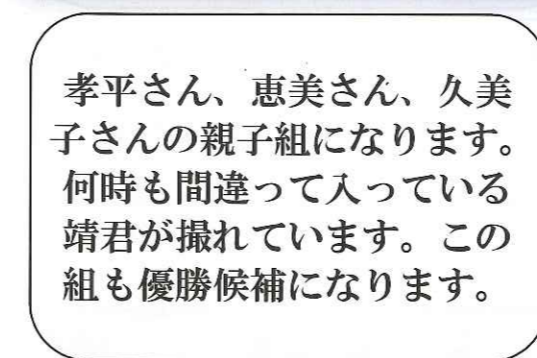 孝平さん、恵美さん、久美
子さんの親子組になります。
何時も間違って入っている
靖君が撮れています。この
組も優勝候補になります。